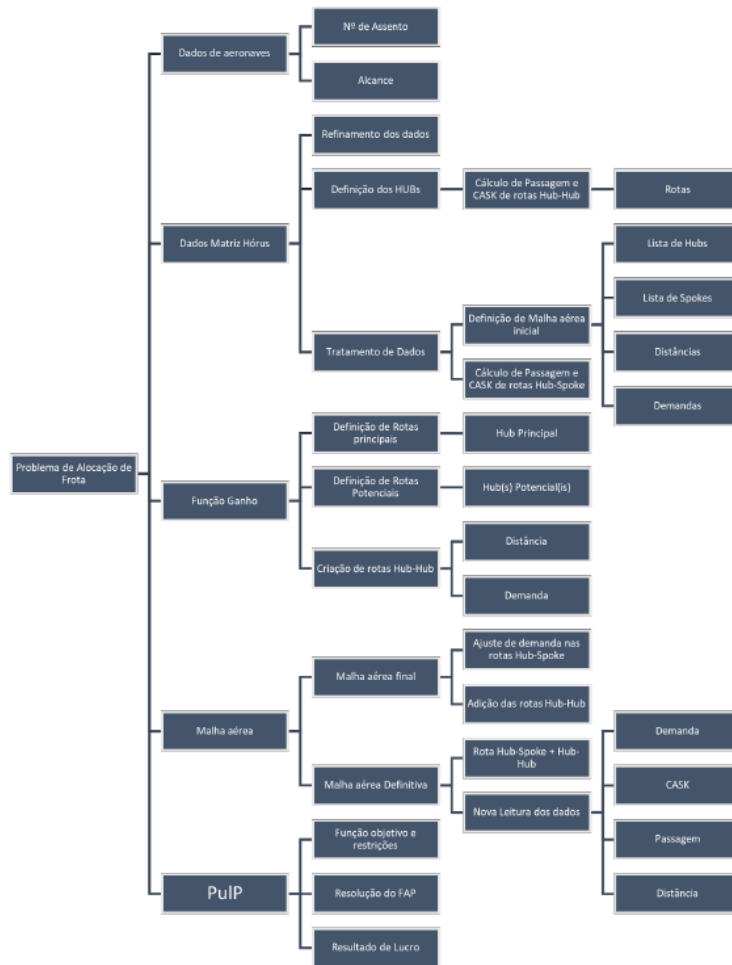 Problema de Alocação de
Frota
Dados de aeronaves
Nº de Assento
Alcance
Dados Matriz Hórus
Refinamento dos dados
Definição dos HUBs
Cálculo de Passagem e
CASK de rotas Hub-Hub
Rotas
Tratamento de Dados
Definição de Malha aérea
inicial
Lista de Hubs
Lista de Spokes
Distâncias
Demandas
Cálculo de Passagem e
CASK de rotas Hub-Spoke
Função Ganho
Definição de Rotas
principais
Hub Principal
Definição de Rotas
Potenciais
Hub(s) Potencial(is)
Criação de rotas Hub-Hub
Distância
Demanda
Malha aérea
Malha aérea final
Ajuste de demanda nas
rotas Hub-Spoke
Adição das rotas Hub-Hub
Malha aérea Definitiva
Rota Hub-Spoke + Hub-
Hub
Nova Leitura dos dados
Demanda
CASK
Passagem
Distância
PulP
Função objetivo e
restrições
Resolução do FAP
Resultado de Lucro